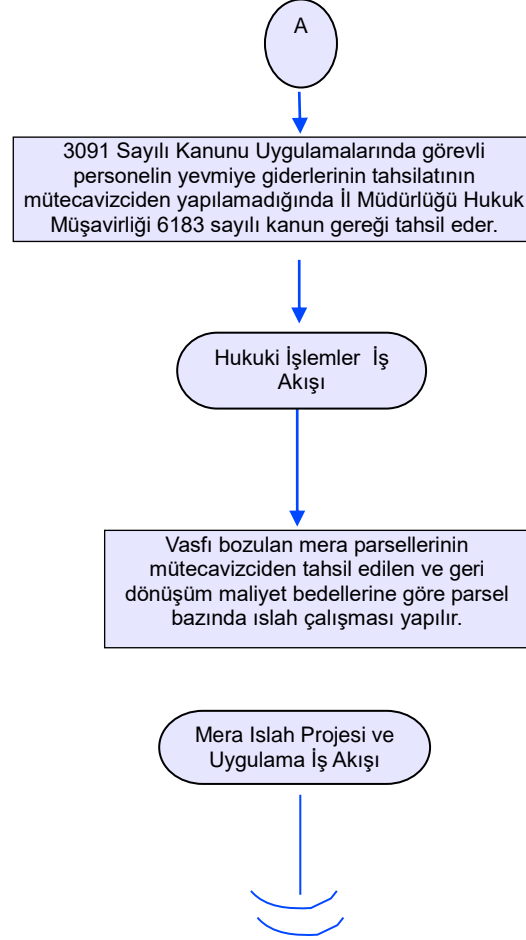 A
3091 Sayılı Kanunu Uygulamalarında görevli
personelin yevmiye giderlerinin tahsilatının
mütecavizciden yapılamadığında İl Müdürlüğü Hukuk
Müşavirliği 6183 sayılı kanun gereği tahsil eder.
Hukuki İşlemler İş
Akışı
Vasfı bozulan mera parsellerinin
mütecavizciden tahsil edilen ve geri
dönüşüm maliyet bedellerine göre parsel
bazında ıslah çalışması yapılır.
Mera Islah Projesi ve
Uygulama İş Akışı